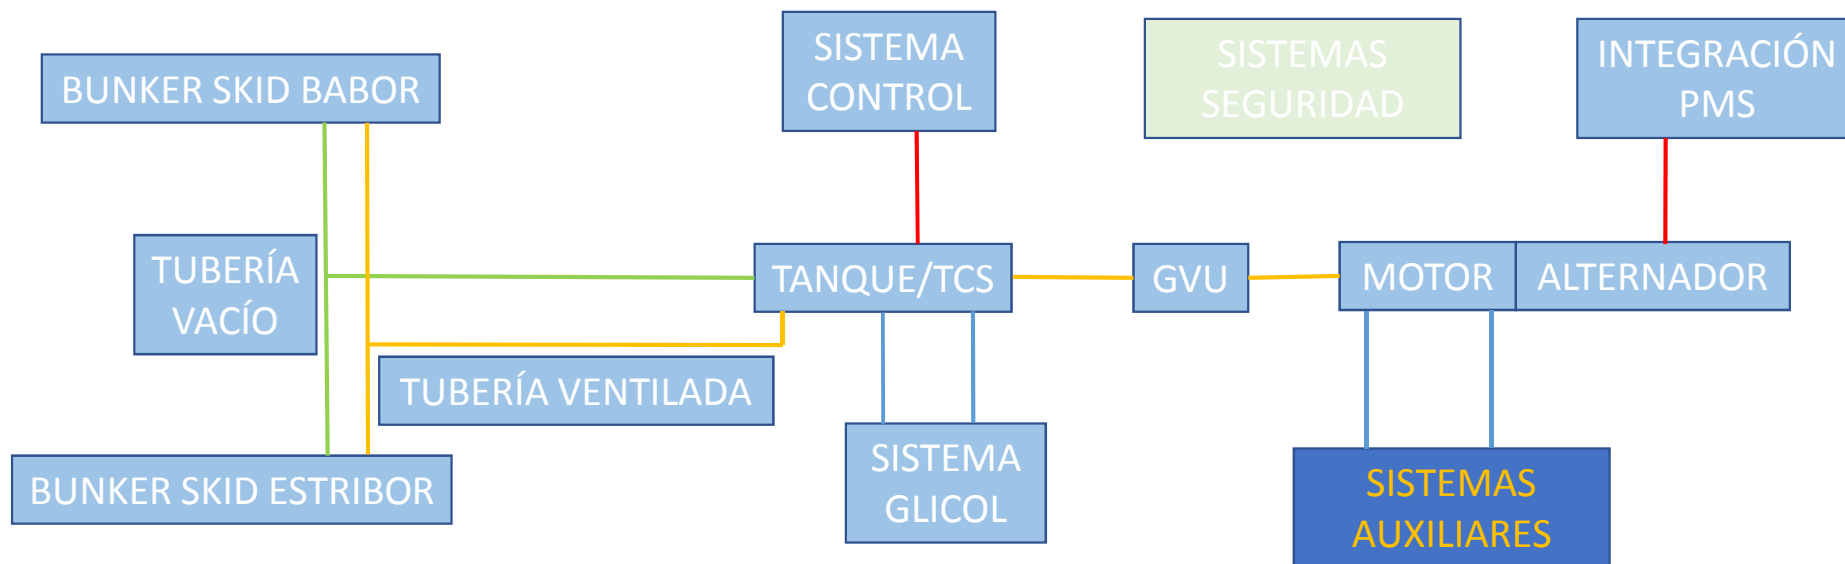 BUNKER SKID BABOR
SISTEMA
CONTROL
SISTEMAS
SEGURIDAD
INTEGRACIÓN
PMS
TUBERÍA
VACÍO
TANQUE/TCS
GVU
MOTOR
ALTERNADOR
TUBERÍA VENTILADA
BUNKER SKID ESTRIBOR
SISTEMA
GLICOL
SISTEMAS
AUXILIARES